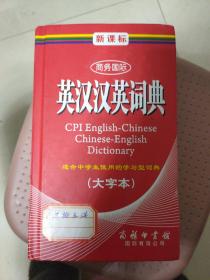 新课标
商务国际
英汉汉英词典
CPI English-Chinese
Chinese-English
Dictionary
适合中学生使用的学习型词典
(大字本)
商务印书馆
国际有限公司